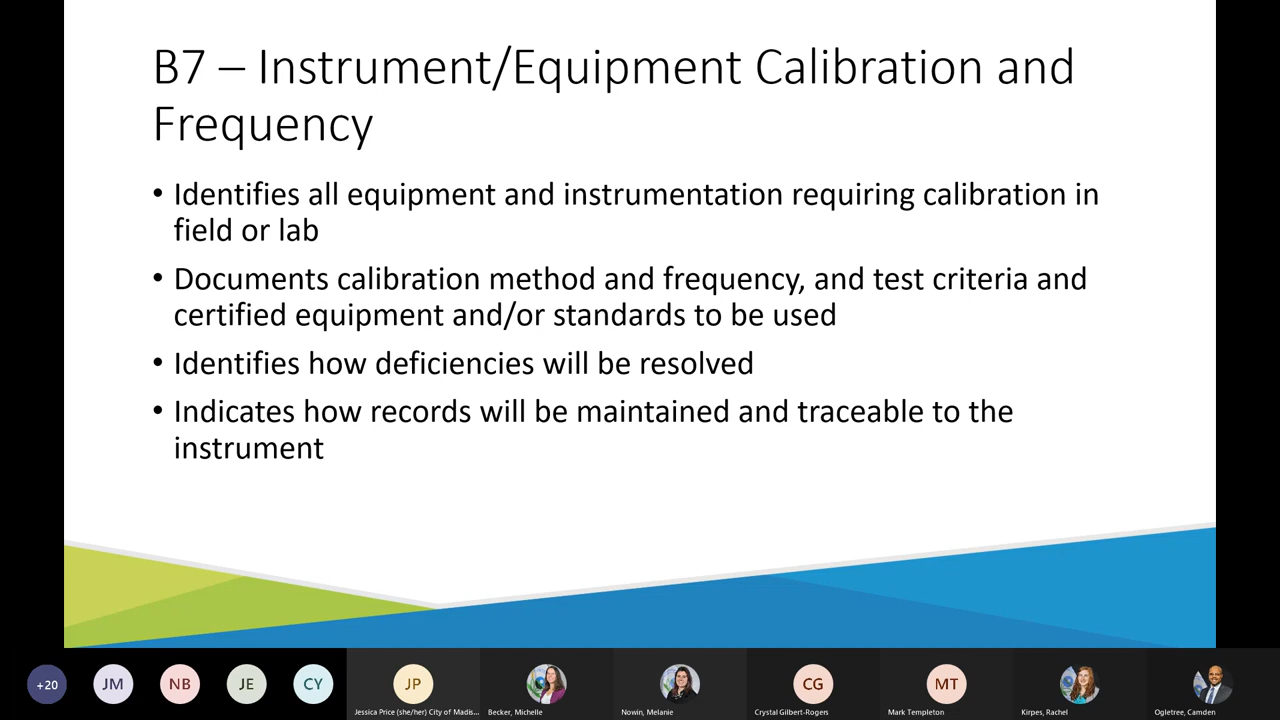 B7 – Instrument/Equipment Calibration and
Frequency
• Identifies all equipment and instrumentation requiring calibration in
field or lab
• Documents calibration method and frequency, and test criteria and
certified equipment and/or standards to be used
• Identifies how deficiencies will be resolved
• Indicates how records will be maintained and traceable to the
instrument
+20
JM
NB
JE
CY
JP
CG
MT
Jessica Price (she/her) City of Madis...
Becker, Michelle
Nowin, Melanie
Crystal Gilbert-Rogers
Mark Templeton
Kirpes, Rachel
Ogletree, Camden